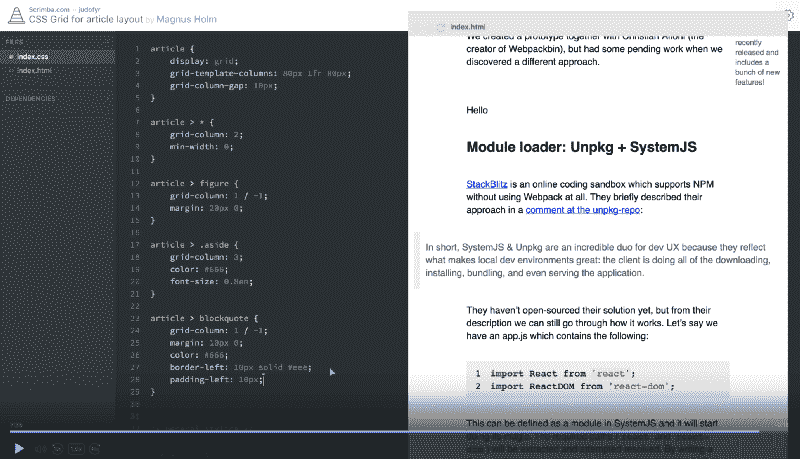 Scrimba.com — judofyr
CSS Grid for article layout by Magnus Holm
FILES
index.css
index.html
DEPENDENCIES
1 article {
2 display: grid;
3 grid-template-columns: 80px 1fr 80px;
4 grid-column-gap: 10px;
5 }
6
7 article > * {
8 grid-column: 2;
9 min-width: 0;
10 }
11
12 article > figure {
13 grid-column: 1 / -1;
14 margin: 20px 0;
15 }
16
17 article > .aside {
18 grid-column: 3;
19 color: #666;
20 font-size: 0.8em;
21 }
22
23 article > blockquote {
24 grid-column: 1 / -1;
25 margin: 10px 0;
26 color: #666;
27 border-left: 10px solid #eee;
28 padding-left: 10px;
29 }
30
index.html
We created a prototype together with Christian Alfoni (the
creator of Webpackbin), but had some pending work when we
discovered a different approach.
recently
released and
includes a
bunch of new
features!
Hello
Module loader: Unpkg + SystemJS
StackBlitz is an online coding sandbox which supports NPM
without using Webpack at all. They briefly described their
approach in a comment at the unpkg-repo:
In short, SystemJS & Unpkg are an incredible duo for dev UX because they reflect
what makes local dev environments great: the client is doing all of the downloading,
installing, bundling, and even serving the application.
They haven't open-sourced their solution yet, but from their
description we can still go through how it works. Let's say we
have an app.js which contains the following:
1 import React from 'react';
2 import ReactDOM from 'react-dom';
This can be defined as a module in SystemJS and it will start